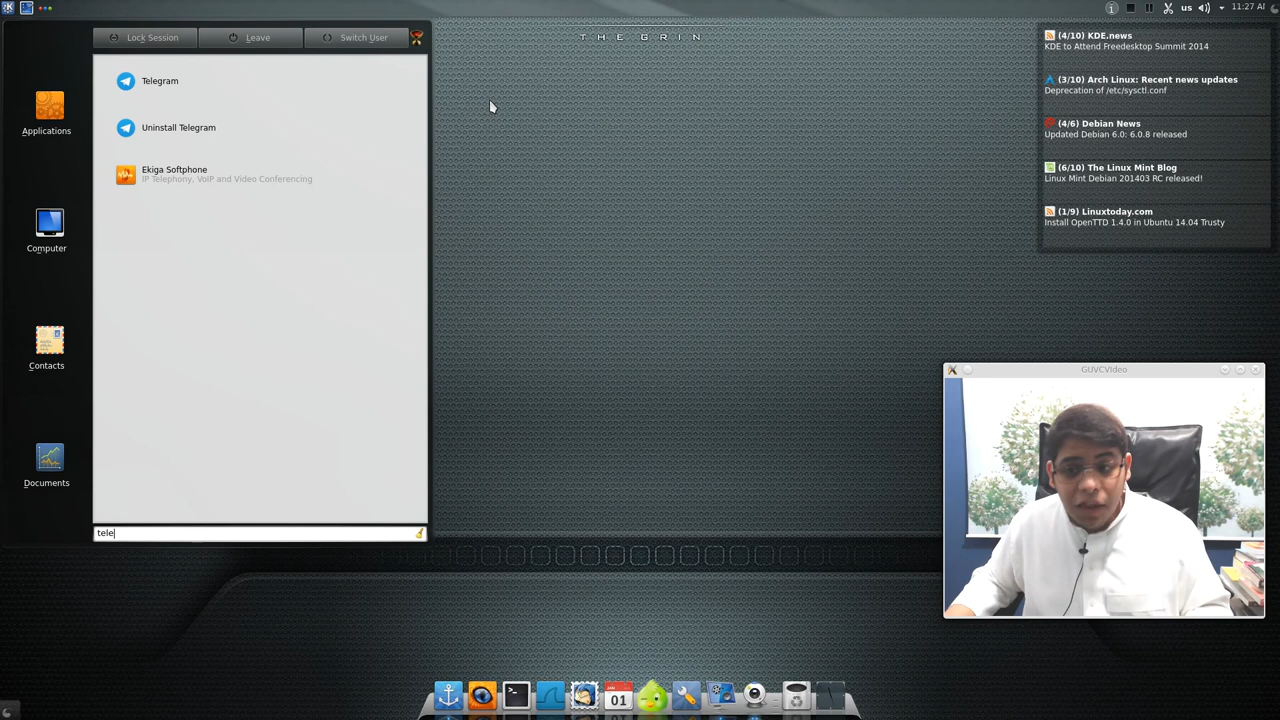 us
11:27 AM
Lock Session
Leave
Switch User
THE GRIN
Telegram
Uninstall Telegram
Ekiga Softphone
IP Telephony, VoIP and Video Conferencing
Applications
Computer
Contacts
Documents
tele
(4/10) KDE.news
KDE to Attend Freedesktop Summit 2014
(3/10) Arch Linux: Recent news updates
Deprecation of /etc/sysctl.conf
(4/6) Debian News
Updated Debian 6.0: 6.0.8 released
(6/10) The Linux Mint Blog
Linux Mint Debian 201403 RC released!
(1/9) Linuxtoday.com
Install OpenTTD 1.4.0 in Ubuntu 14.04 Trusty
GUVCVideo
JAN
01